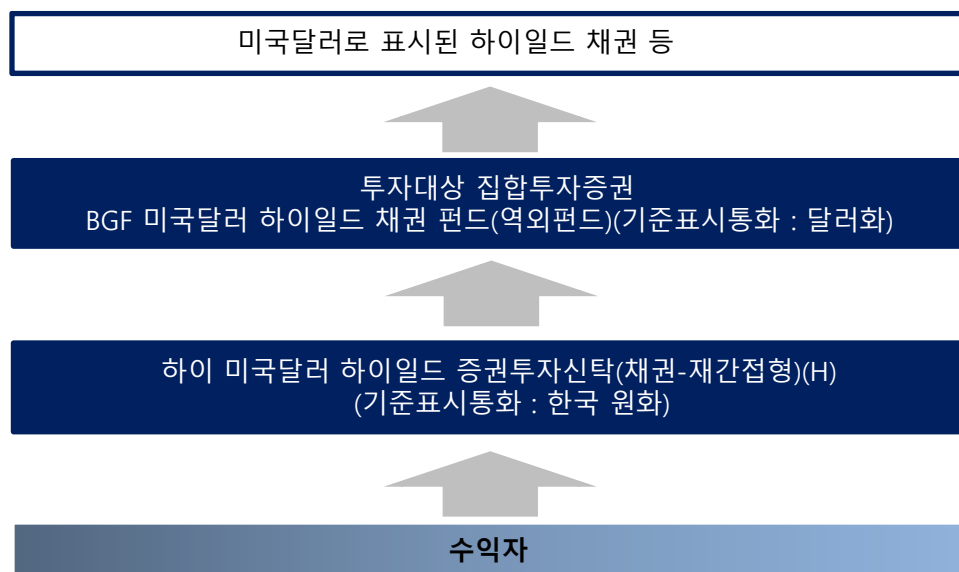 미국달러로 표시된 하이일드 채권 등
투자대상 집합투자증권
BGF 미국달러 하이일드 채권 펀드(역외펀드)(기준표시통화 : 달러화)
하이 미국달러 하이일드 증권투자신탁(채권-재간접형)(H)
(기준표시통화 : 한국 원화)
수익자